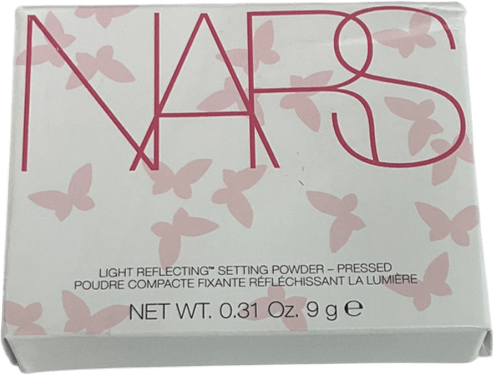 NARS
LIGHT REFLECTING™ SETTING POWDER – PRESSED
POUDRE COMPACTE FIXANTE RÉFLÉCHISSANT LA LUMIÈRE
NET WT. 0.31 Oz. 9 g ℮